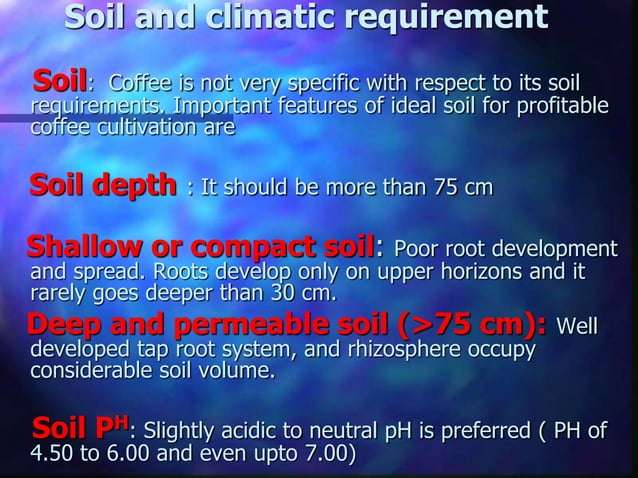 Soil and climatic requirement
Soil: Coffee is not very specific with respect to its soil
requirements. Important features of ideal soil for profitable
coffee cultivation are
Soil depth : It should be more than 75 cm
Shallow or compact soil: Poor root development
and spread. Roots develop only on upper horizons and it
rarely goes deeper than 30 cm.
Deep and permeable soil (>75 cm): Well
developed tap root system, and rhizosphere occupy
considerable soil volume.
Soil Pᴴ: Slightly acidic to neutral pH is preferred ( PH of
4.50 to 6.00 and even upto 7.00)